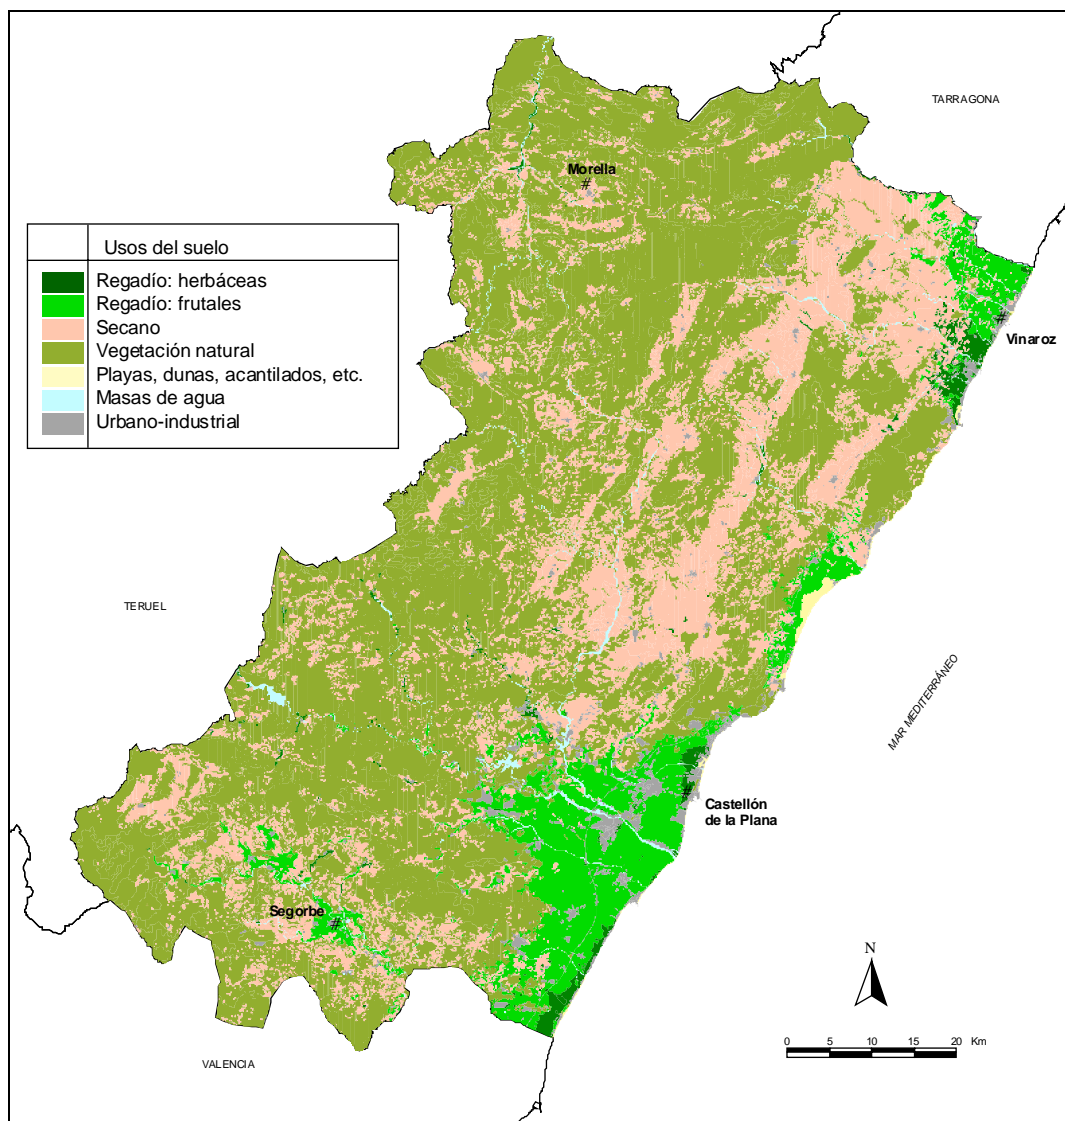 TARRAGONA
Morella
#
Usos del suelo
Regadío: herbáceas
Regadío: frutales
Secano
Vegetación natural
Playas, dunas, acantilados, etc.
Masas de agua
Urbano-industrial
#
Vinaroz
TERUEL
MAR MEDITERRÁNEO
#
Castellón
de la Plana
Segorbe
#
N
0 5 10 15 20 Km
VALENCIA